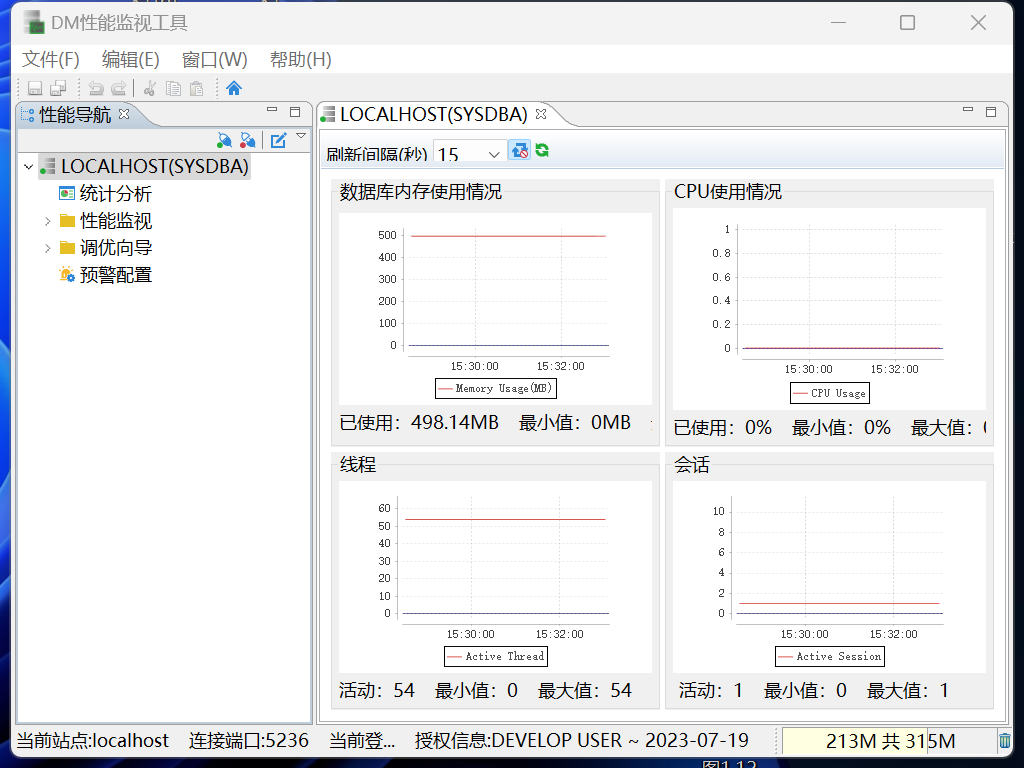 DM性能监视工具
文件(F) 编辑(E) 窗口(W) 帮助(H)
性能导航
LOCALHOST(SYSDBA)
统计分析
性能监视
调优向导
预警配置
LOCALHOST(SYSDBA)
刷新间隔(秒) 15
数据库内存使用情况
500
400
300
200
100
0
15:30:00 15:32:00
Memory Usage(MB)
已使用：498.14MB 最小值：0MB
CPU使用情况
1
0.8
0.6
0.4
0.2
0
15:30:00 15:32:00
CPU Usage
已使用：0% 最小值：0% 最大值：
线程
60
50
40
30
20
10
0
15:30:00 15:32:00
Active Thread
活动：54 最小值：0 最大值：54
会话
10
8
6
4
2
0
15:30:00 15:32:00
Active Session
活动：1 最小值：0 最大值：1
当前站点:localhost 连接端口:5236 当前登... 授权信息:DEVELOP USER ~ 2023-07-19 213M 共 315M